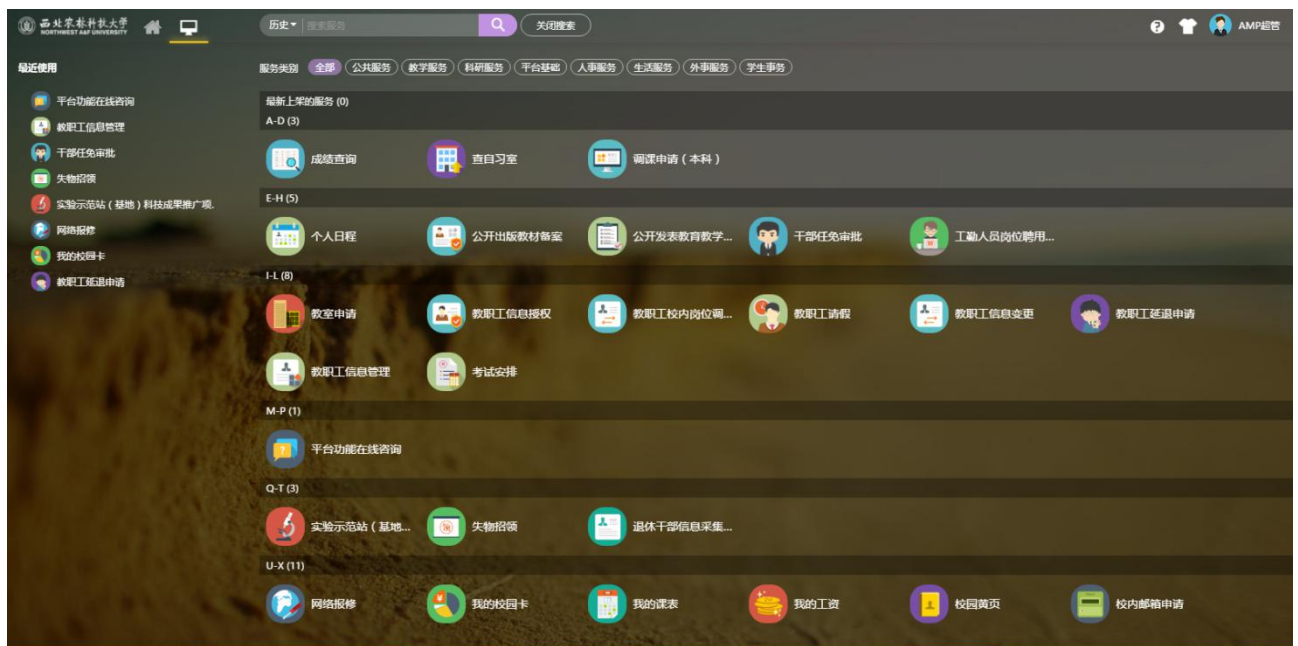 西北农林科技大学
NORTHWEST A&F UNIVERSITY
历史
搜索服务
关闭搜索
AMP超管
最近使用
平台功能在线咨询
教职工信息管理
干部任免审批
失物招领
实验示范站（基地）科技成果推广项.
网络报修
我的校园卡
教职工延退申请
服务类别 全部 公共服务 教学服务 科研服务 平台基础 人事服务 生活服务 外事服务 学生事务
最新上架的服务 (0)
A-D (3)
成绩查询 查自习室 调课申请（本科）
E-H (5)
个人日程 公开出版教材备案 公开发表教育教学... 干部任免审批 工勤人员岗位聘用...
I-L (8)
教室申请 教职工信息授权 教职工校内岗位调... 教职工请假 教职工信息变更 教职工延退申请
教职工信息管理 考试安排
M-P (1)
平台功能在线咨询
Q-T (3)
实验示范站（基地... 失物招领 退休干部信息采集...
U-X (11)
网络报修 我的校园卡 我的课表 我的工资 校园黄页 校内邮箱申请